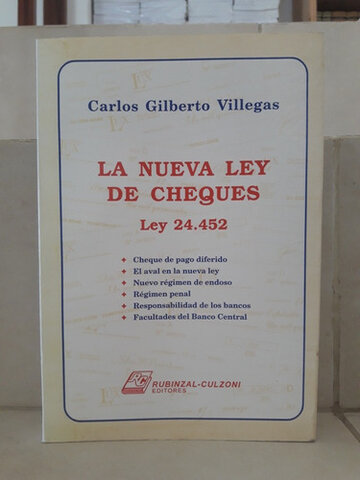 Carlos Gilberto Villegas
LA NUEVA LEY
DE CHEQUES
Ley 24.452
+ Cheque de pago diferido
+ El aval en la nueva ley
+ Nuevo régimen de endoso
+ Régimen penal
+ Responsabilidad de los bancos
+ Facultades del Banco Central
RC
RUBINZAL-CULZONI
EDITORES